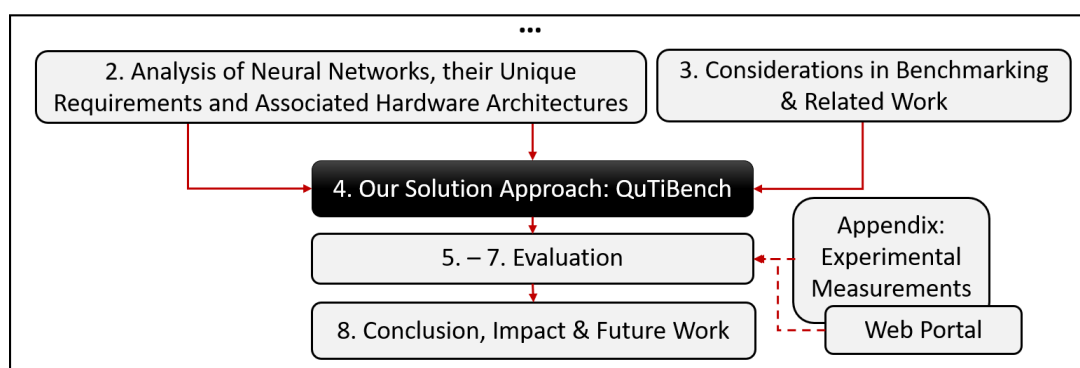 ...
2. Analysis of Neural Networks, their Unique
Requirements and Associated Hardware Architectures
3. Considerations in Benchmarking
& Related Work
4. Our Solution Approach: QuTiBench
5. – 7. Evaluation
Appendix:
Experimental
Measurements
Web Portal
8. Conclusion, Impact & Future Work